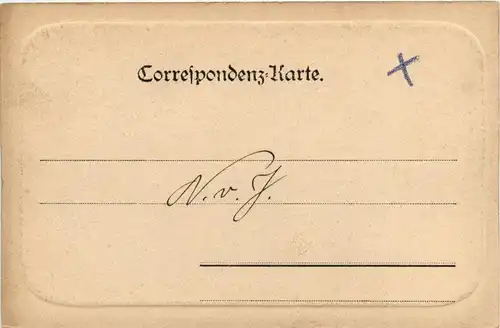 Correſpondenz-Karte.
N. v. J.